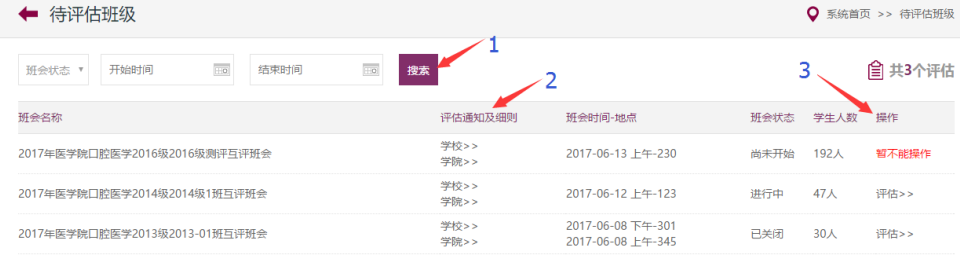 待评估班级
系统首页 >> 待评估班级
1
班会状态
开始时间
结束时间
搜索
共3个评估
2
3
班会名称 评估通知及细则 班会时间-地点 班会状态 学生人数 操作
2017年医学院口腔医学2016级2016级测评互评班会 学校>> 学院>> 2017-06-13 上午-230 尚未开始 192人 暂不能操作
2017年医学院口腔医学2014级2014级1班互评班会 学校>> 学院>> 2017-06-12 上午-123 进行中 47人 评估>>
2017年医学院口腔医学2013级2013-01班互评班会 学校>> 学院>> 2017-06-08 下午-301 2017-06-08 上午-345 已关闭 30人 评估>>